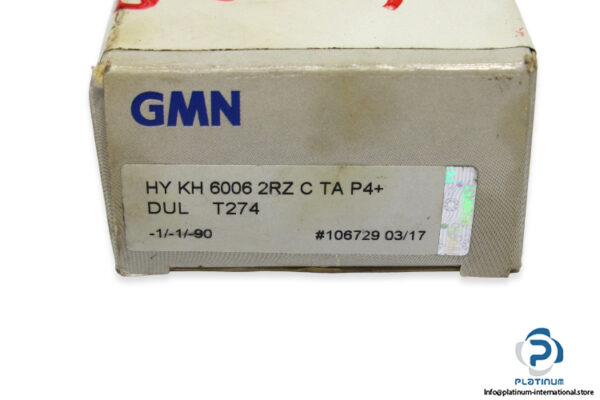 GMN
HY KH 6006 2RZ C TA P4+
DUL T274
-1/-1/-90
#106729 03/17
PLATINUM
Info@platinum-international.store